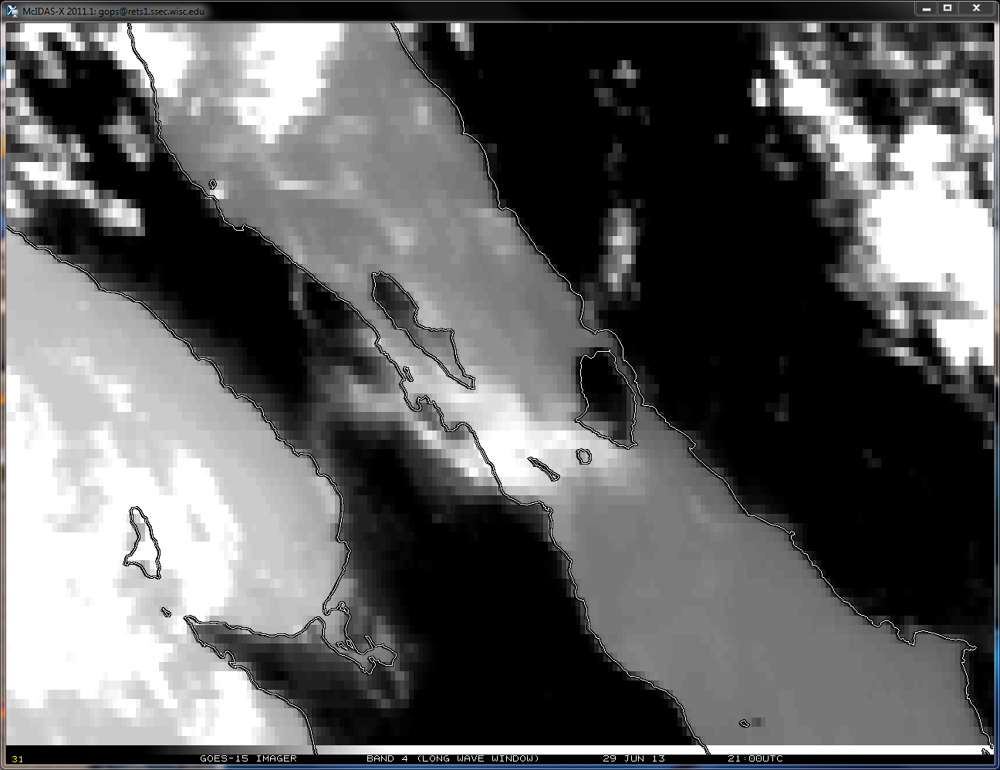 McIDAS-X 2011.1: gops@rets1.ssec.wisc.edu
31 GOES-15 IMAGER BAND 4 (LONG WAVE WINDOW) 29 JUN 13 21:00UTC